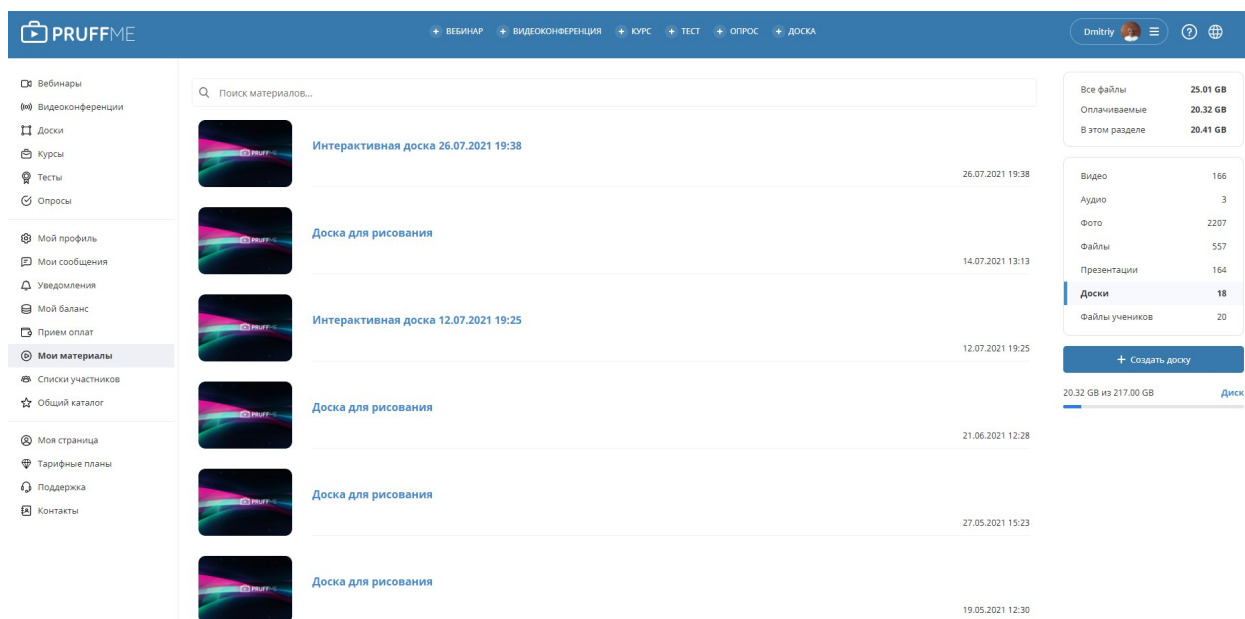 PRUFFME
+ ВЕБИНАР + ВИДЕОКОНФЕРЕНЦИЯ + КУРС + ТЕСТ + ОПРОС + ДОСКА
Dmitriy
Вебинары
Видеоконференции
Доски
Курсы
Тесты
Опросы
Мой профиль
Мои сообщения
Уведомления
Мой баланс
Прием оплат
Мои материалы
Списки участников
Общий каталог
Моя страница
Тарифные планы
Поддержка
Контакты
Поиск материалов...
PRUFFME
Интерактивная доска 26.07.2021 19:38
26.07.2021 19:38
PRUFFME
Доска для рисования
14.07.2021 13:13
PRUFFME
Интерактивная доска 12.07.2021 19:25
12.07.2021 19:25
PRUFFME
Доска для рисования
21.06.2021 12:28
PRUFFME
Доска для рисования
27.05.2021 15:23
PRUFFME
Доска для рисования
19.05.2021 12:30
Все файлы 25.01 GB
Оплачиваемые 20.32 GB
В этом разделе 20.41 GB
Видео 166
Аудио 3
Фото 2207
Файлы 557
Презентации 164
Доски 18
Файлы учеников 20
+ Создать доску
20.32 GB из 217.00 GB Диск